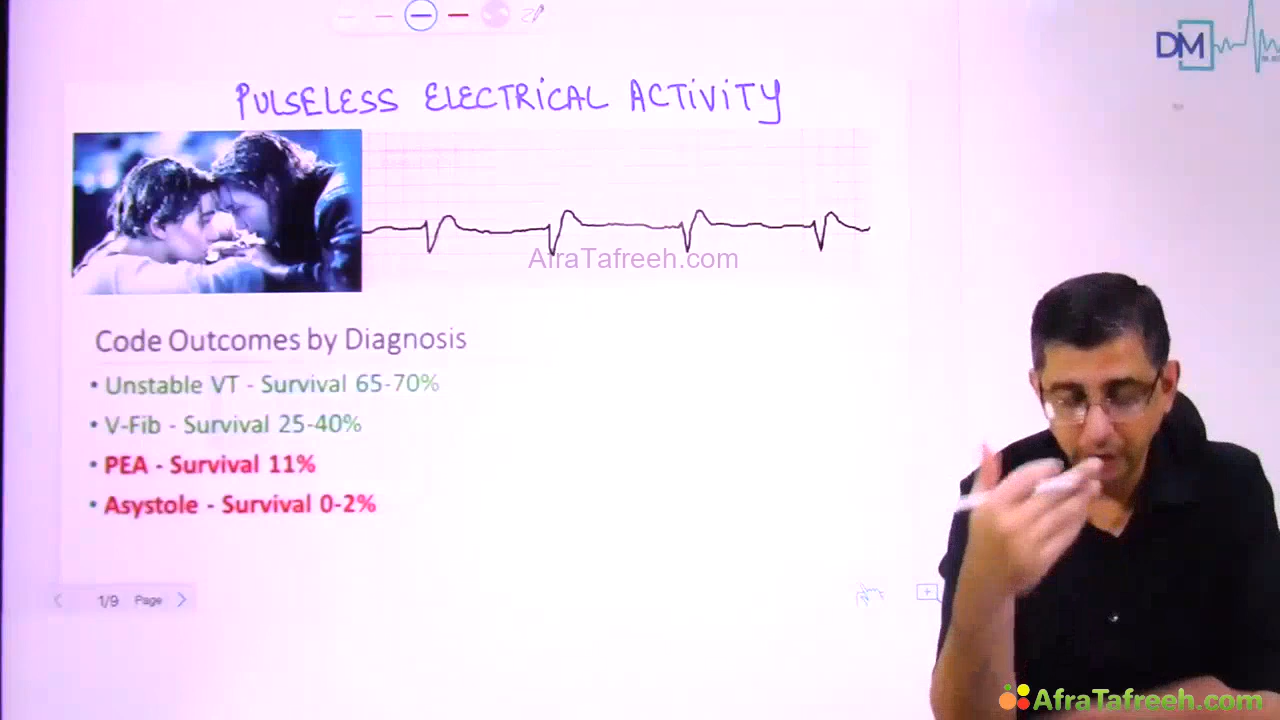 DM
PULSELESS ELECTRICAL ACTIVITY
AfraTafreeh.com
Code Outcomes by Diagnosis
• Unstable VT - Survival 65-70%
• V-Fib - Survival 25-40%
• PEA - Survival 11%
• Asystole - Survival 0-2%
1/9 Page
AfraTafreeh.com